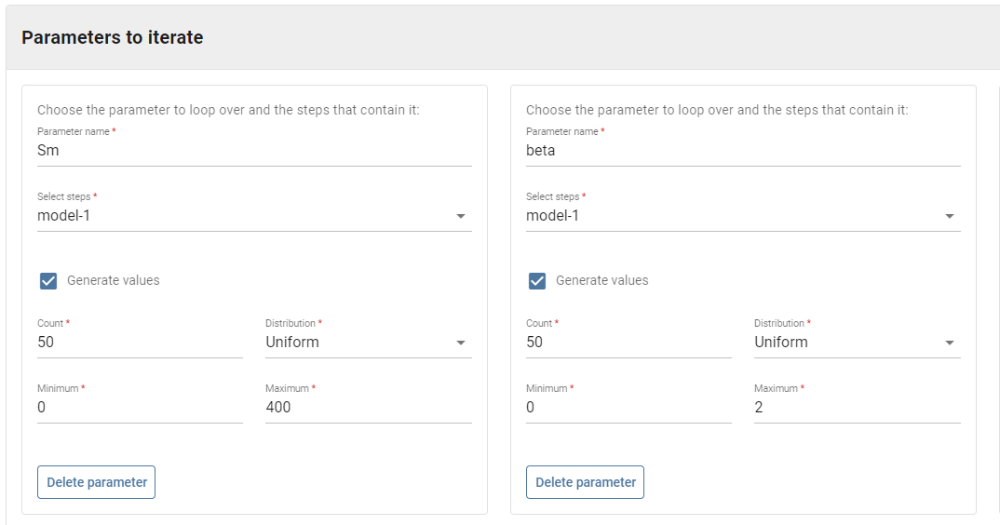 Parameters to iterate
Choose the parameter to loop over and the steps that contain it:
Parameter name *
Sm
Select steps *
model-1
Generate values
Count *
50
Distribution *
Uniform
Minimum *
0
Maximum *
400
Delete parameter
Choose the parameter to loop over and the steps that contain it:
Parameter name *
beta
Select steps *
model-1
Generate values
Count *
50
Distribution *
Uniform
Minimum *
0
Maximum *
2
Delete parameter